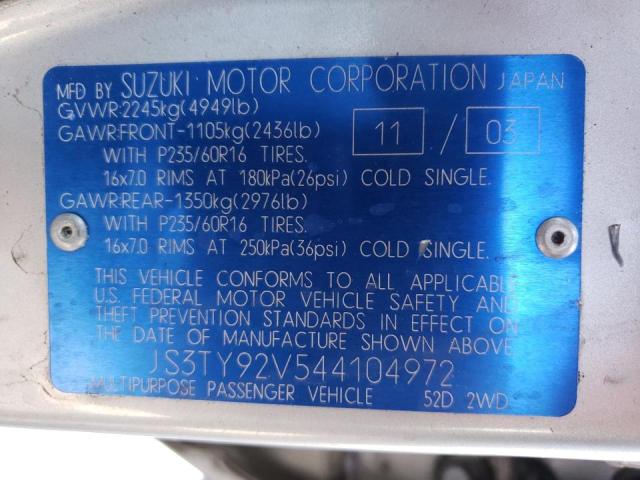 MFD BY SUZUKI MOTOR CORPORATION JAPAN
GVWR:2245kg(4949lb)
GAWR:FRONT-1105kg(2436lb) 11 / 03
WITH P235/60R16 TIRES.
16x7.0 RIMS AT 180kPa(26psi) COLD SINGLE.
GAWR:REAR-1350kg(2976lb)
WITH P235/60R16 TIRES.
16x7.0 RIMS AT 250kPa(36psi) COLD SINGLE.
THIS VEHICLE CONFORMS TO ALL APPLICABLE
U.S. FEDERAL MOTOR VEHICLE SAFETY AND
THEFT PREVENTION STANDARDS IN EFFECT ON
THE DATE OF MANUFACTURE SHOWN ABOVE
JS3TY92V544104972
MULTIPURPOSE PASSENGER VEHICLE 52D 2WD